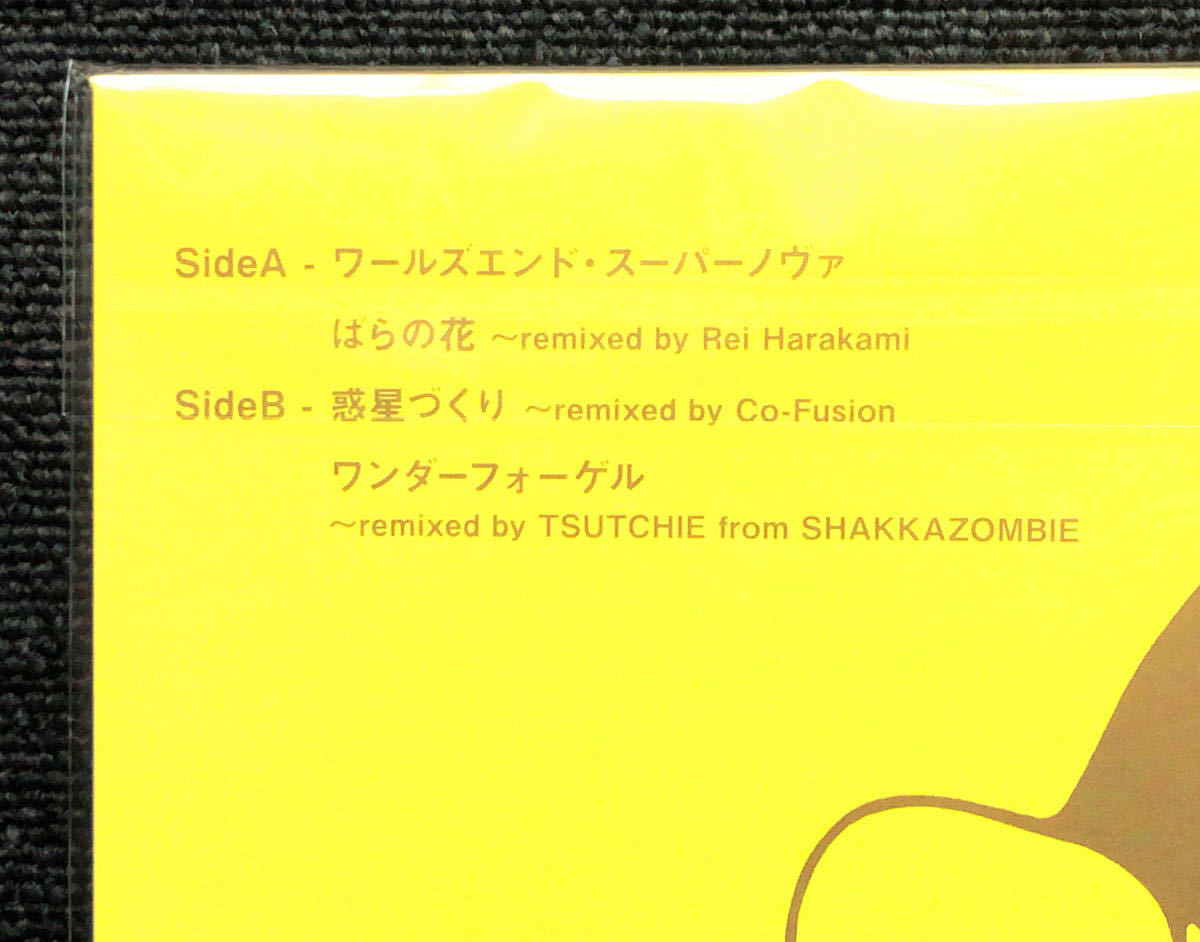 SideA - ワールズエンド・スーパーノヴァ
ばらの花 ～remixed by Rei Harakami
SideB - 惑星づくり ～remixed by Co-Fusion
ワンダーフォーゲル
～remixed by TSUTCHIE from SHAKKAZOMBIE